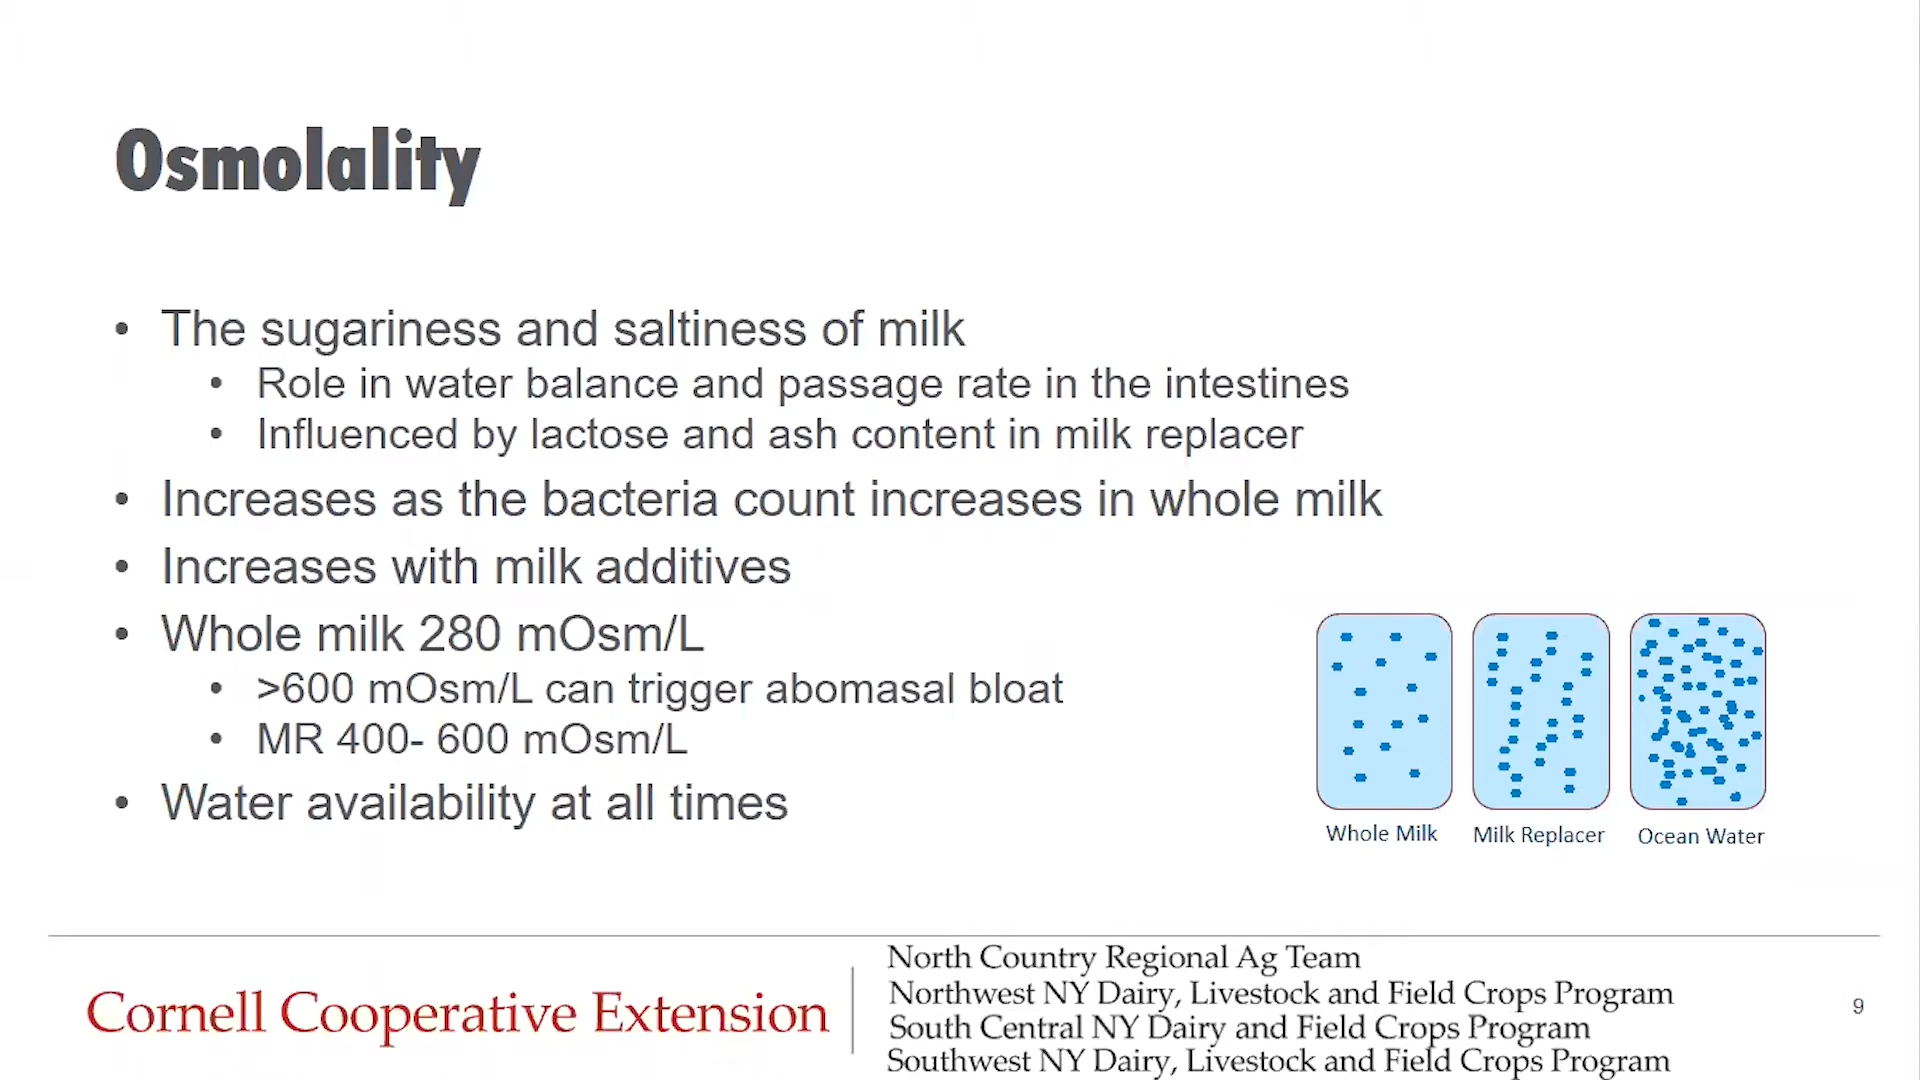 Osmolality
• The sugariness and saltiness of milk
• Role in water balance and passage rate in the intestines
• Influenced by lactose and ash content in milk replacer
• Increases as the bacteria count increases in whole milk
• Increases with milk additives
• Whole milk 280 mOsm/L
• >600 mOsm/L can trigger abomasal bloat
• MR 400- 600 mOsm/L
• Water availability at all times
Whole Milk
Milk Replacer
Ocean Water
Cornell Cooperative Extension
North Country Regional Ag Team
Northwest NY Dairy, Livestock and Field Crops Program
South Central NY Dairy and Field Crops Program
Southwest NY Dairy, Livestock and Field Crops Program
9